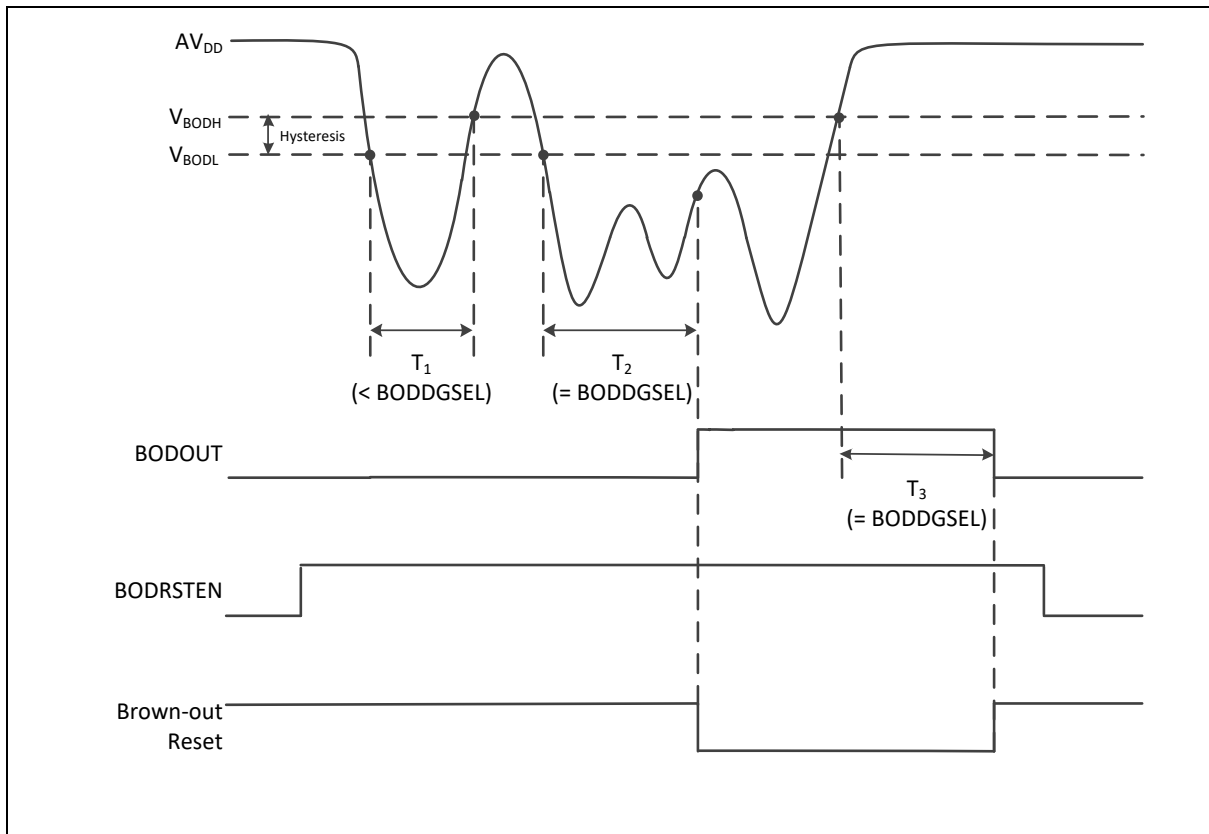 AVDD
VBODH
Hysteresis
VBODL
T1
(< BODDGSEL)
T2
(= BODDGSEL)
BODOUT
T3
(= BODDGSEL)
BODRSTEN
Brown-out
Reset